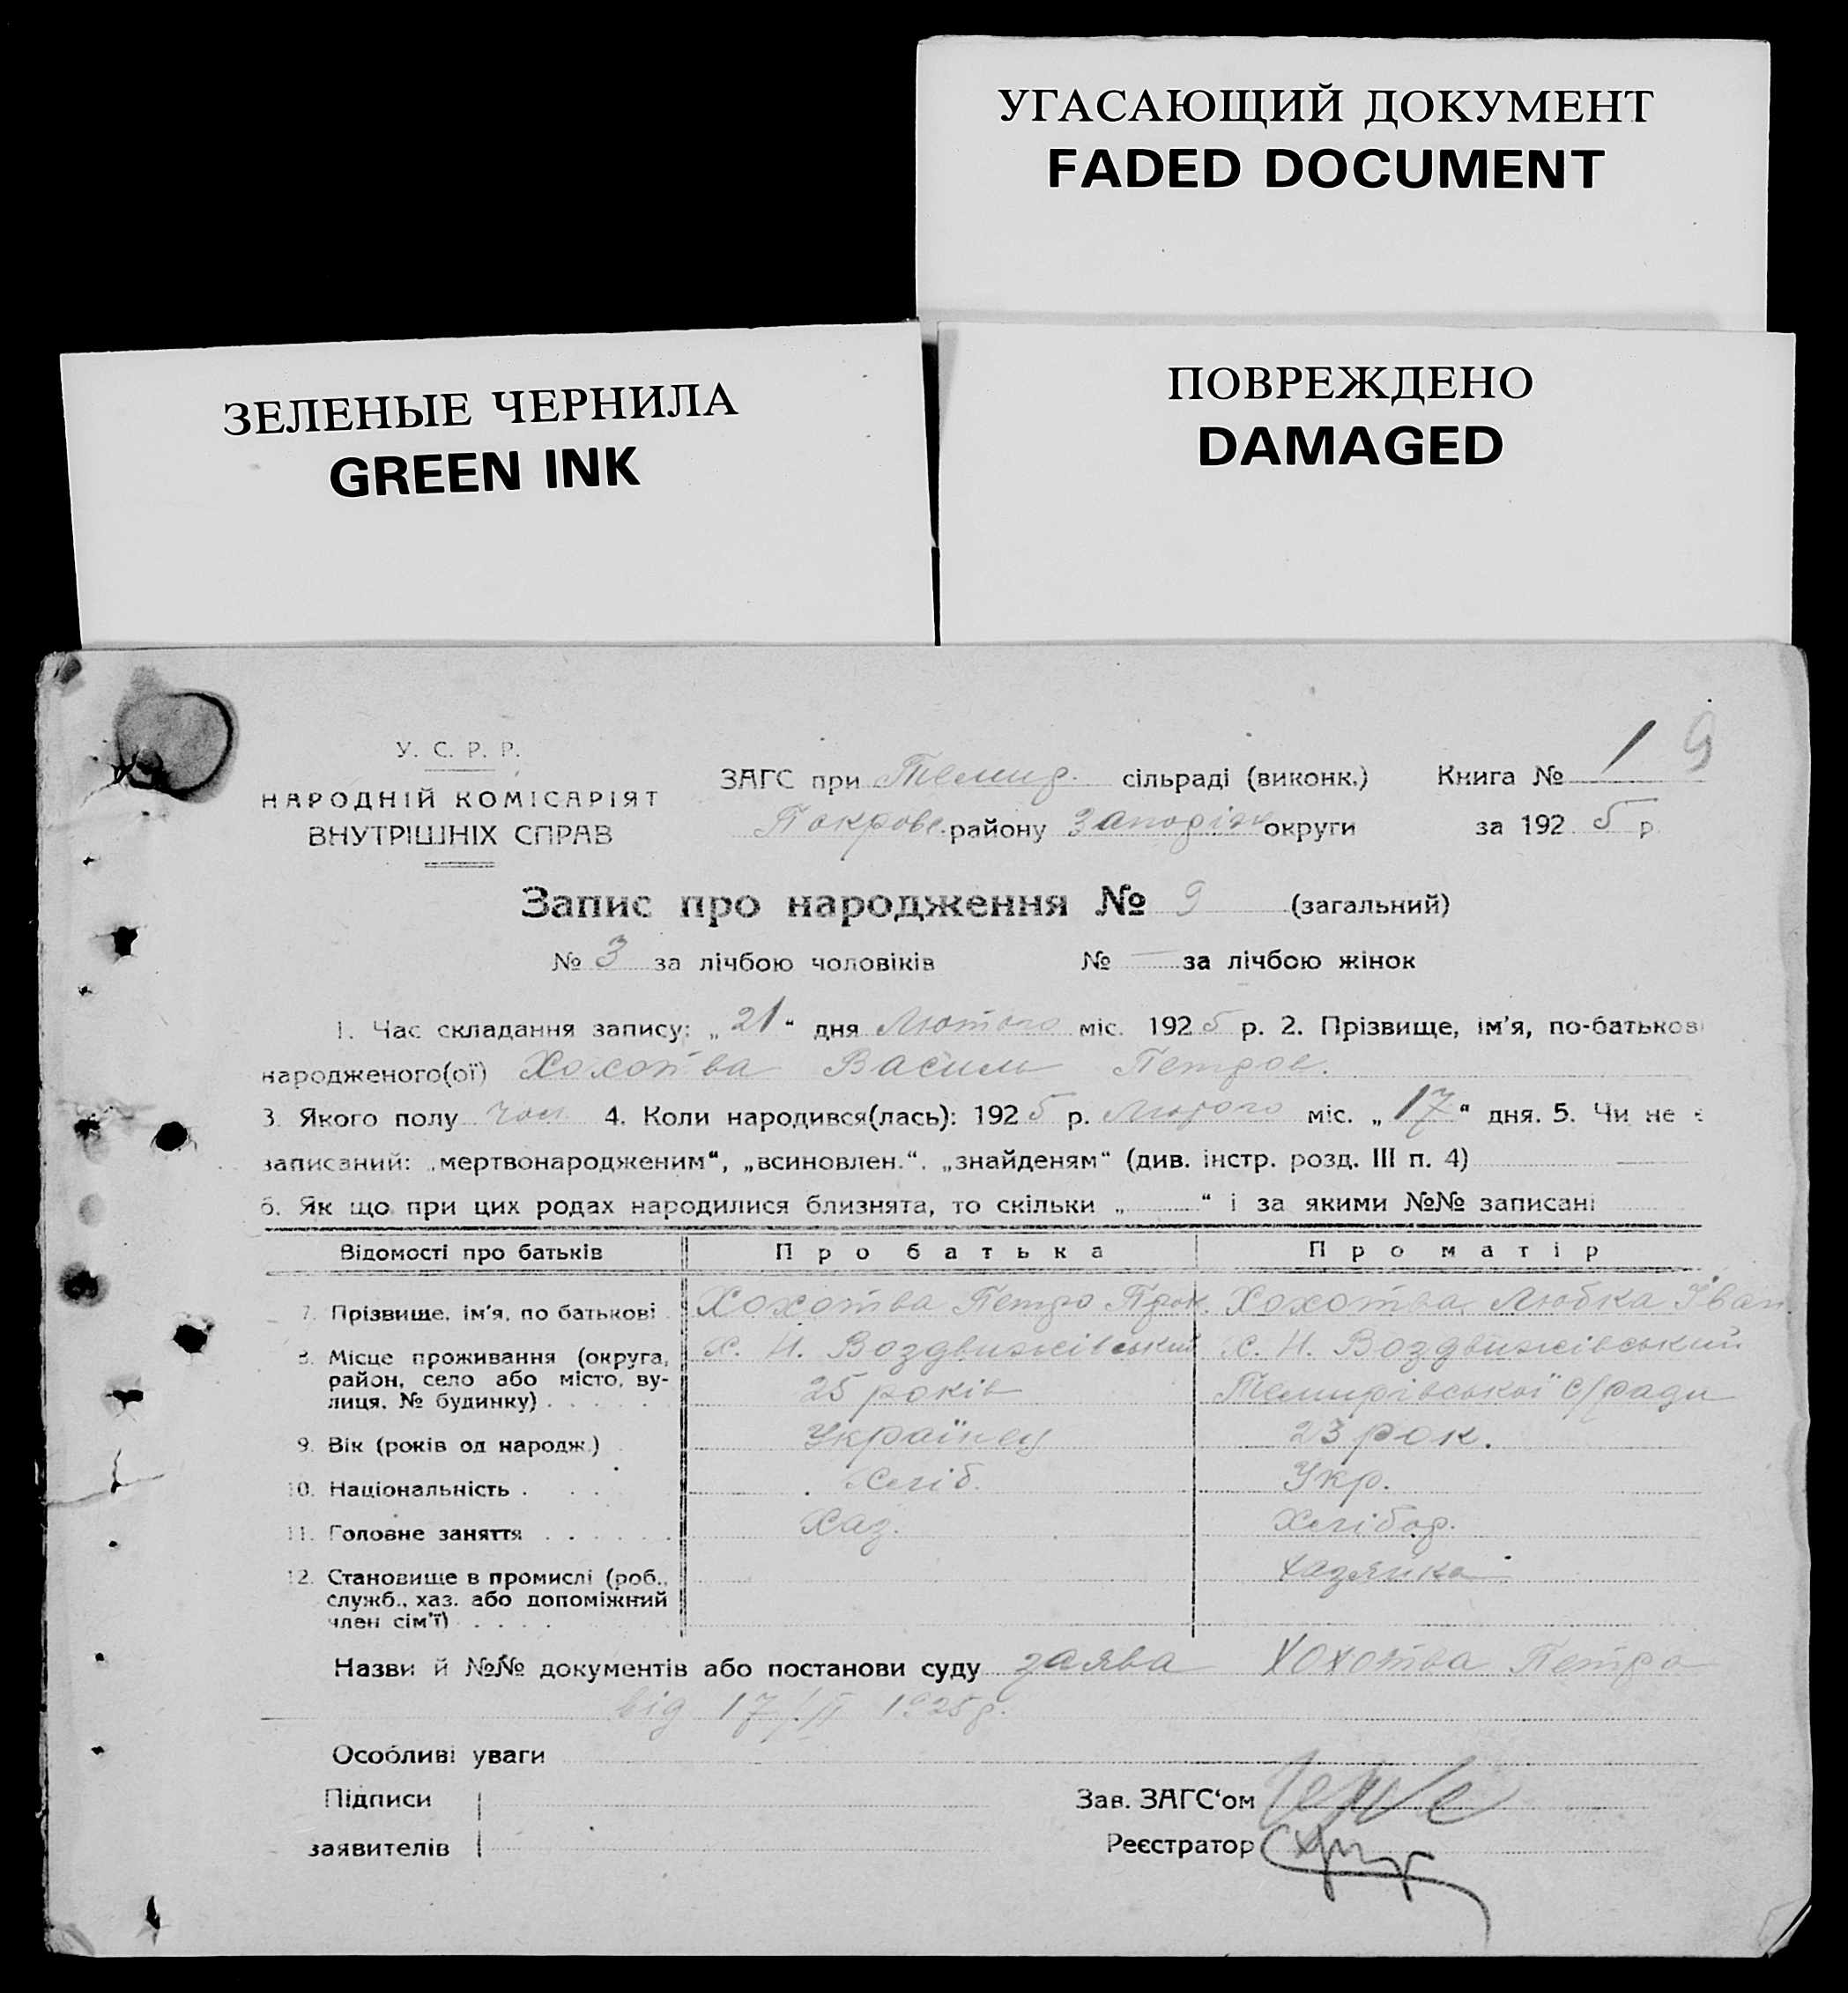 УГАСАЮЩИЙ ДОКУМЕНТ
FADED DOCUMENT
ЗЕЛЕНЫЕ ЧЕРНИЛА
GREEN INK
ПОВРЕЖДЕНО
DAMAGED
У. С. Р. Р.
НАРОДНІЙ КОМІСАРІЯТ
ВНУТРІШНІХ СПРАВ
ЗАГС при Темир. сільраді (виконк.) Книга № 1 9
Покровс. району Запоріж округи за 192 5 р
Запис про народження № 9 (загальний)
№ 3 за лічбою чоловіків № — за лічбою жінок
1. Час складання запису: „21“ дня Лютого міс. 1925 р. 2. Прізвище, ім'я, по-батькові
народженого(ої) Хохотва Василь Петров.
3. Якого полу чол. 4. Коли народився(лась): 1925 р. Лютого міс. „17“ дня. 5. Чи не є
записаний: „мертвонародженим“, „всиновлен.“, „знайденям“ (див. інстр. розд. III п. 4)
6. Як що при цих родах народилися близнята, то скільки „ “ і за якими №№ записані
Відомості про батьків Про батька Про матір
7. Прізвище, ім'я, по батькові Хохотва Петро Прок. Хохотва Любка Іван.
8. Місце проживання (округа, х. Н. Воздвижівський х. Н. Воздвижівський
район, село або місто, ву-
лиця, № будинку) 25 років Темирівської с/ради
9. Вік (років од народж.) Українец 23 рок.
10. Національність Хліб. Укр.
11. Головне заняття Хаз. Хлібор.
12. Становище в промислі (роб., хазяйка
служб., хаз. або допоміжний
член сім'ї)
Назви й №№ документів або постанови суду заява Хохотва Петра
від 17/II 1925 р.
Особливі уваги
Підписи Зав. ЗАГС'ом
заявителів Реєстратор